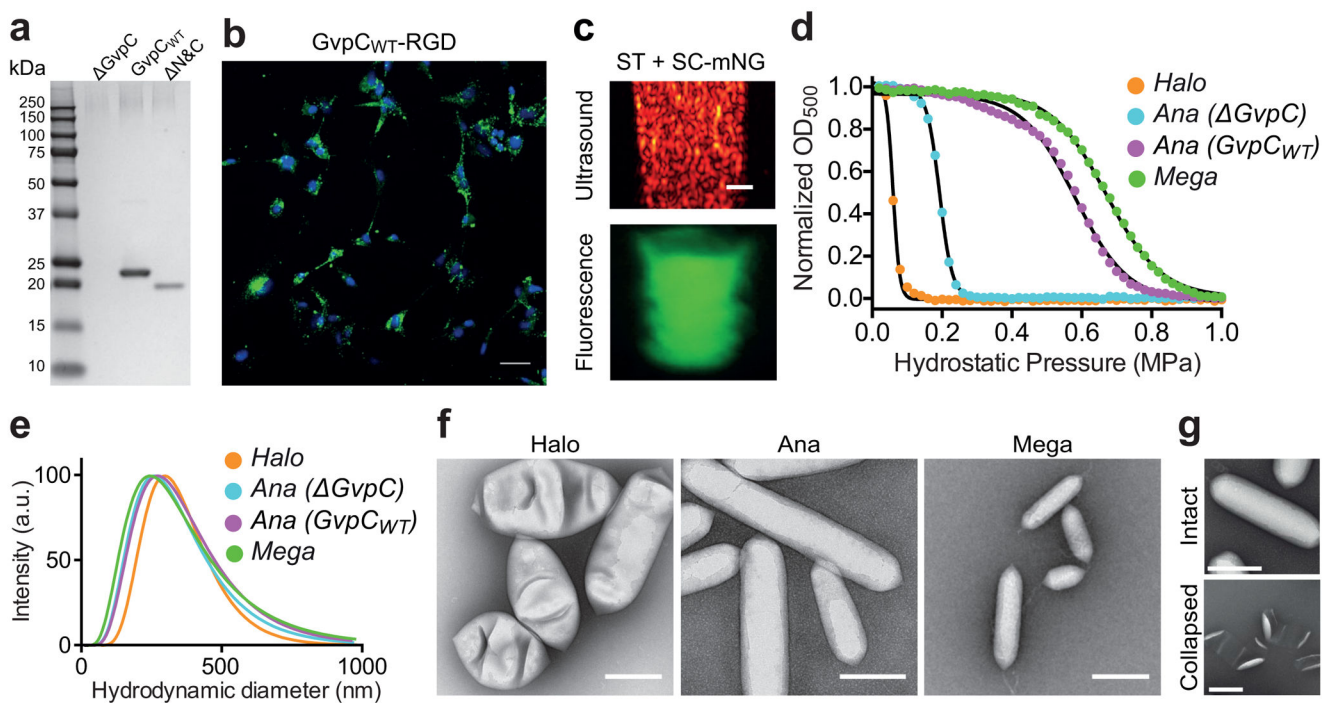 a
kDa
ΔGvpC
GvpCWT
ΔN&C
250
150
100
75
50
37
25
20
15
10
b
GvpCWT-RGD
c
ST + SC-mNG
Ultrasound
Fluorescence
d
Normalized OD500
1.0
0.8
0.6
0.4
0.2
0.0
0.0 0.2 0.4 0.6 0.8 1.0
Hydrostatic Pressure (MPa)
Halo
Ana (ΔGvpC)
Ana (GvpCWT)
Mega
e
Intensity (a.u.)
100
50
0
0 500 1000
Hydrodynamic diameter (nm)
Halo
Ana (ΔGvpC)
Ana (GvpCWT)
Mega
f
Halo Ana Mega
g
Intact
Collapsed